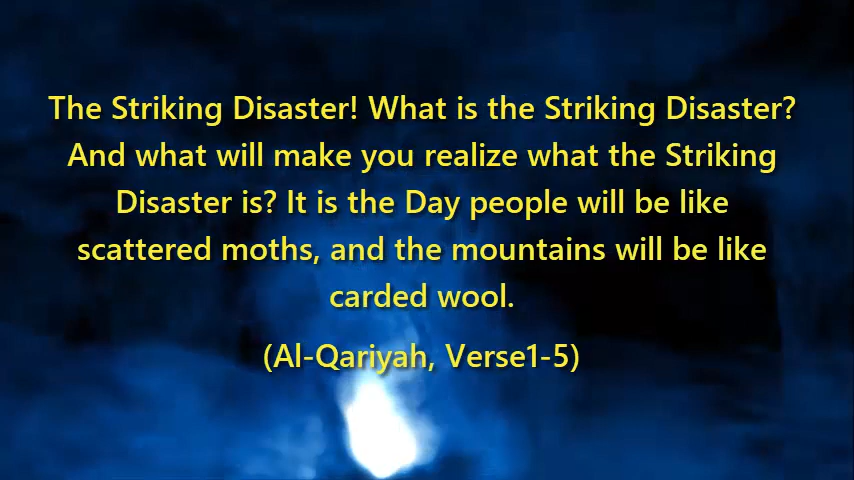 The Striking Disaster! What is the Striking Disaster?
And what will make you realize what the Striking
Disaster is? It is the Day people will be like
scattered moths, and the mountains will be like
carded wool.
(Al-Qariyah, Verse1-5)